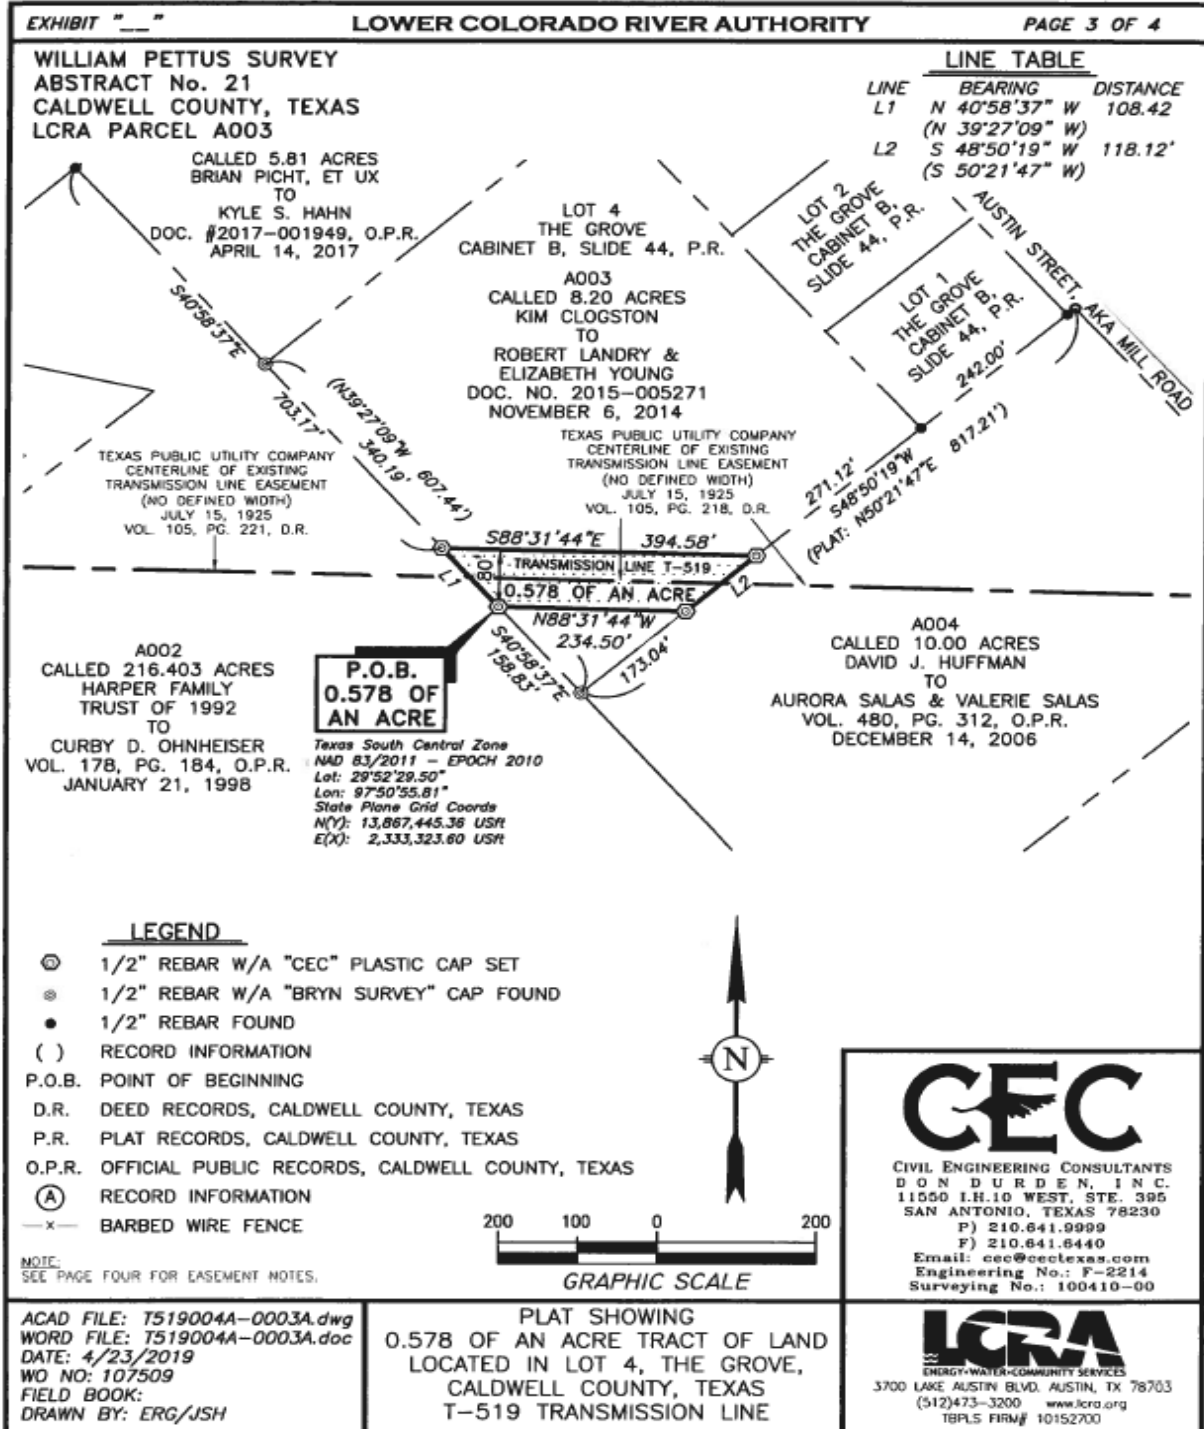 EXHIBIT "__"
LOWER COLORADO RIVER AUTHORITY
PAGE 3 OF 4
WILLIAM PETTUS SURVEY
ABSTRACT No. 21
CALDWELL COUNTY, TEXAS
LCRA PARCEL A003
LINE TABLE
LINE BEARING DISTANCE
L1 N 40°58'37" W 108.42
(N 39°27'09" W)
L2 S 48°50'19" W 118.12'
(S 50°21'47" W)
CALLED 5.81 ACRES
BRIAN PICHT, ET UX
TO
KYLE S. HAHN
DOC. #2017-001949, O.P.R.
APRIL 14, 2017
LOT 4
THE GROVE
CABINET B, SLIDE 44, P.R.
A003
CALLED 8.20 ACRES
KIM CLOGSTON
TO
ROBERT LANDRY &
ELIZABETH YOUNG
DOC. NO. 2015-005271
NOVEMBER 6, 2014
LOT 2
THE GROVE
CABINET B,
SLIDE 44, P.R.
LOT 1
THE GROVE
CABINET B,
SLIDE 44, P.R.
AUSTIN STREET, AKA MILL ROAD
242.00'
S40°58'37"E
703.17'
(N39°27'09"W 607.44')
340.19'
271.12'
S48°50'19"W
(PLAT: N50°21'47"E 817.21')
TEXAS PUBLIC UTILITY COMPANY
CENTERLINE OF EXISTING
TRANSMISSION LINE EASEMENT
(NO DEFINED WIDTH)
JULY 15, 1925
VOL. 105, PG. 221, D.R.
TEXAS PUBLIC UTILITY COMPANY
CENTERLINE OF EXISTING
TRANSMISSION LINE EASEMENT
(NO DEFINED WIDTH)
JULY 15, 1925
VOL. 105, PG. 218, D.R.
S88°31'44"E 394.58'
TRANSMISSION LINE T-519
L1
80'
L2
0.578 OF AN ACRE
N88°31'44"W
234.50'
S40°58'37"E
158.83'
173.04'
A002
CALLED 216.403 ACRES
HARPER FAMILY
TRUST OF 1992
TO
CURBY D. OHNHEISER
VOL. 178, PG. 184, O.P.R.
JANUARY 21, 1998
P.O.B.
0.578 OF
AN ACRE
Texas South Central Zone
NAD 83/2011 - EPOCH 2010
Lat: 29°52'29.50"
Lon: 97°50'55.81"
State Plane Grid Coords
N(Y): 13,867,445.36 USft
E(X): 2,333,323.60 USft
A004
CALLED 10.00 ACRES
DAVID J. HUFFMAN
TO
AURORA SALAS & VALERIE SALAS
VOL. 480, PG. 312, O.P.R.
DECEMBER 14, 2006
LEGEND
1/2" REBAR W/A "CEC" PLASTIC CAP SET
1/2" REBAR W/A "BRYN SURVEY" CAP FOUND
1/2" REBAR FOUND
( ) RECORD INFORMATION
P.O.B. POINT OF BEGINNING
D.R. DEED RECORDS, CALDWELL COUNTY, TEXAS
P.R. PLAT RECORDS, CALDWELL COUNTY, TEXAS
O.P.R. OFFICIAL PUBLIC RECORDS, CALDWELL COUNTY, TEXAS
A RECORD INFORMATION
—x— BARBED WIRE FENCE
NOTE:
SEE PAGE FOUR FOR EASEMENT NOTES.
N
200 100 0 200
GRAPHIC SCALE
CEC
CIVIL ENGINEERING CONSULTANTS
DON DURDEN, INC.
11550 I.H.10 WEST, STE. 395
SAN ANTONIO, TEXAS 78230
P) 210.641.9999
F) 210.641.6440
Email: cec@cectexas.com
Engineering No.: F-2214
Surveying No.: 100410-00
ACAD FILE: T519004A-0003A.dwg
WORD FILE: T519004A-0003A.doc
DATE: 4/23/2019
WO NO: 107509
FIELD BOOK:
DRAWN BY: ERG/JSH
PLAT SHOWING
0.578 OF AN ACRE TRACT OF LAND
LOCATED IN LOT 4, THE GROVE,
CALDWELL COUNTY, TEXAS
T-519 TRANSMISSION LINE
LCRA
ENERGY•WATER•COMMUNITY SERVICES
3700 LAKE AUSTIN BLVD. AUSTIN, TX 78703
(512)473-3200 www.lcra.org
TBPLS FIRM# 10152700